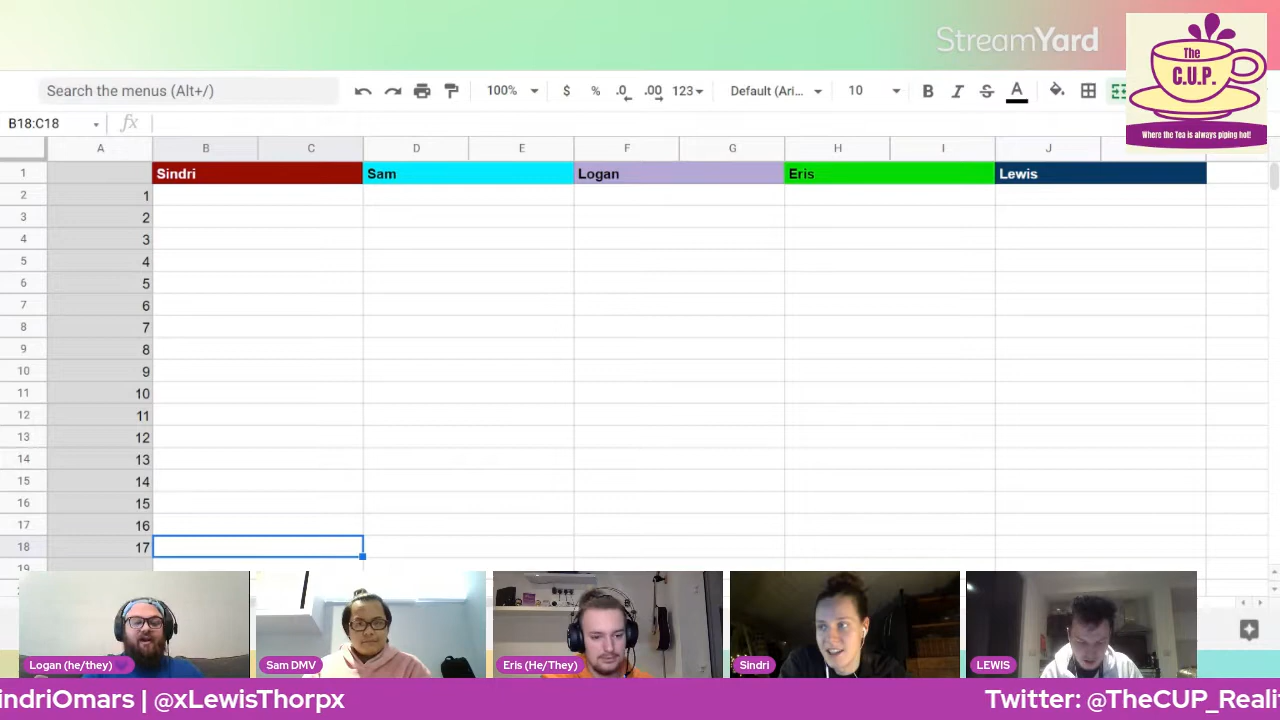 StreamYard
The
C.U.P.
Where the Tea is always piping hot!
Search the menus (Alt+/)
100%
$
%
.0
.00
123
Default (Ari...
10
B
I
S
A
B18:C18
fx
A B C D E F G H I J
1 Sindri Sam Logan Eris Lewis
2 1
3 2
4 3
5 4
6 5
7 6
8 7
9 8
10 9
11 10
12 11
13 12
14 13
15 14
16 15
17 16
18 17
19
Logan (he/they)
Sam DMV
Eris (He/They)
Sindri
LEWIS
indriOmars | @xLewisThorpx
Twitter: @TheCUP_Reali